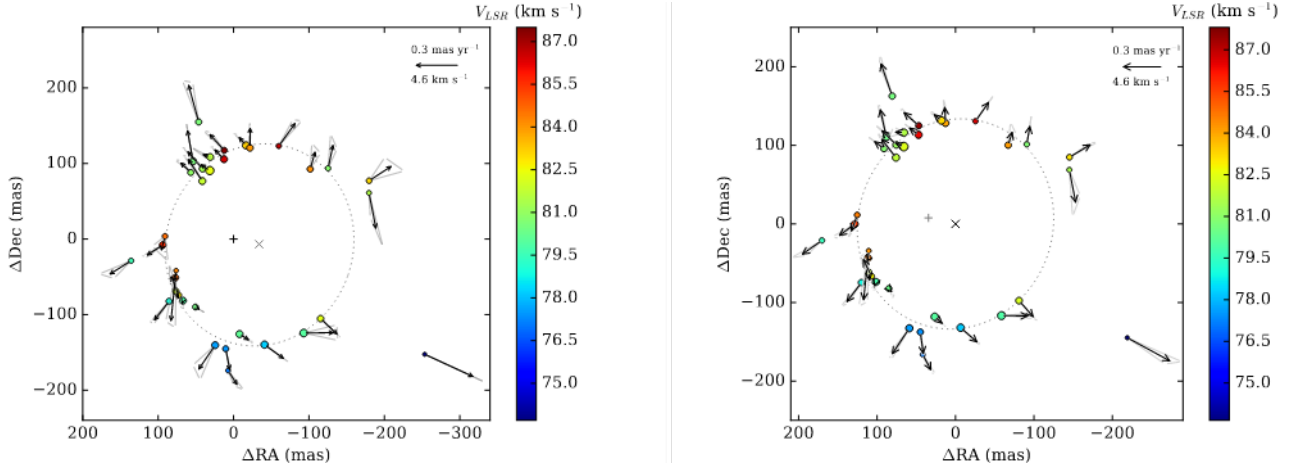 V_LSR (km s⁻¹)
0.3 mas yr⁻¹
4.6 km s⁻¹
200
100
0
−100
−200
ΔDec (mas)
200 100 0 −100 −200 −300
ΔRA (mas)
87.0
85.5
84.0
82.5
81.0
79.5
78.0
76.5
75.0
V_LSR (km s⁻¹)
0.3 mas yr⁻¹
4.6 km s⁻¹
200
100
0
−100
−200
ΔDec (mas)
200 100 0 −100 −200
ΔRA (mas)
87.0
85.5
84.0
82.5
81.0
79.5
78.0
76.5
75.0